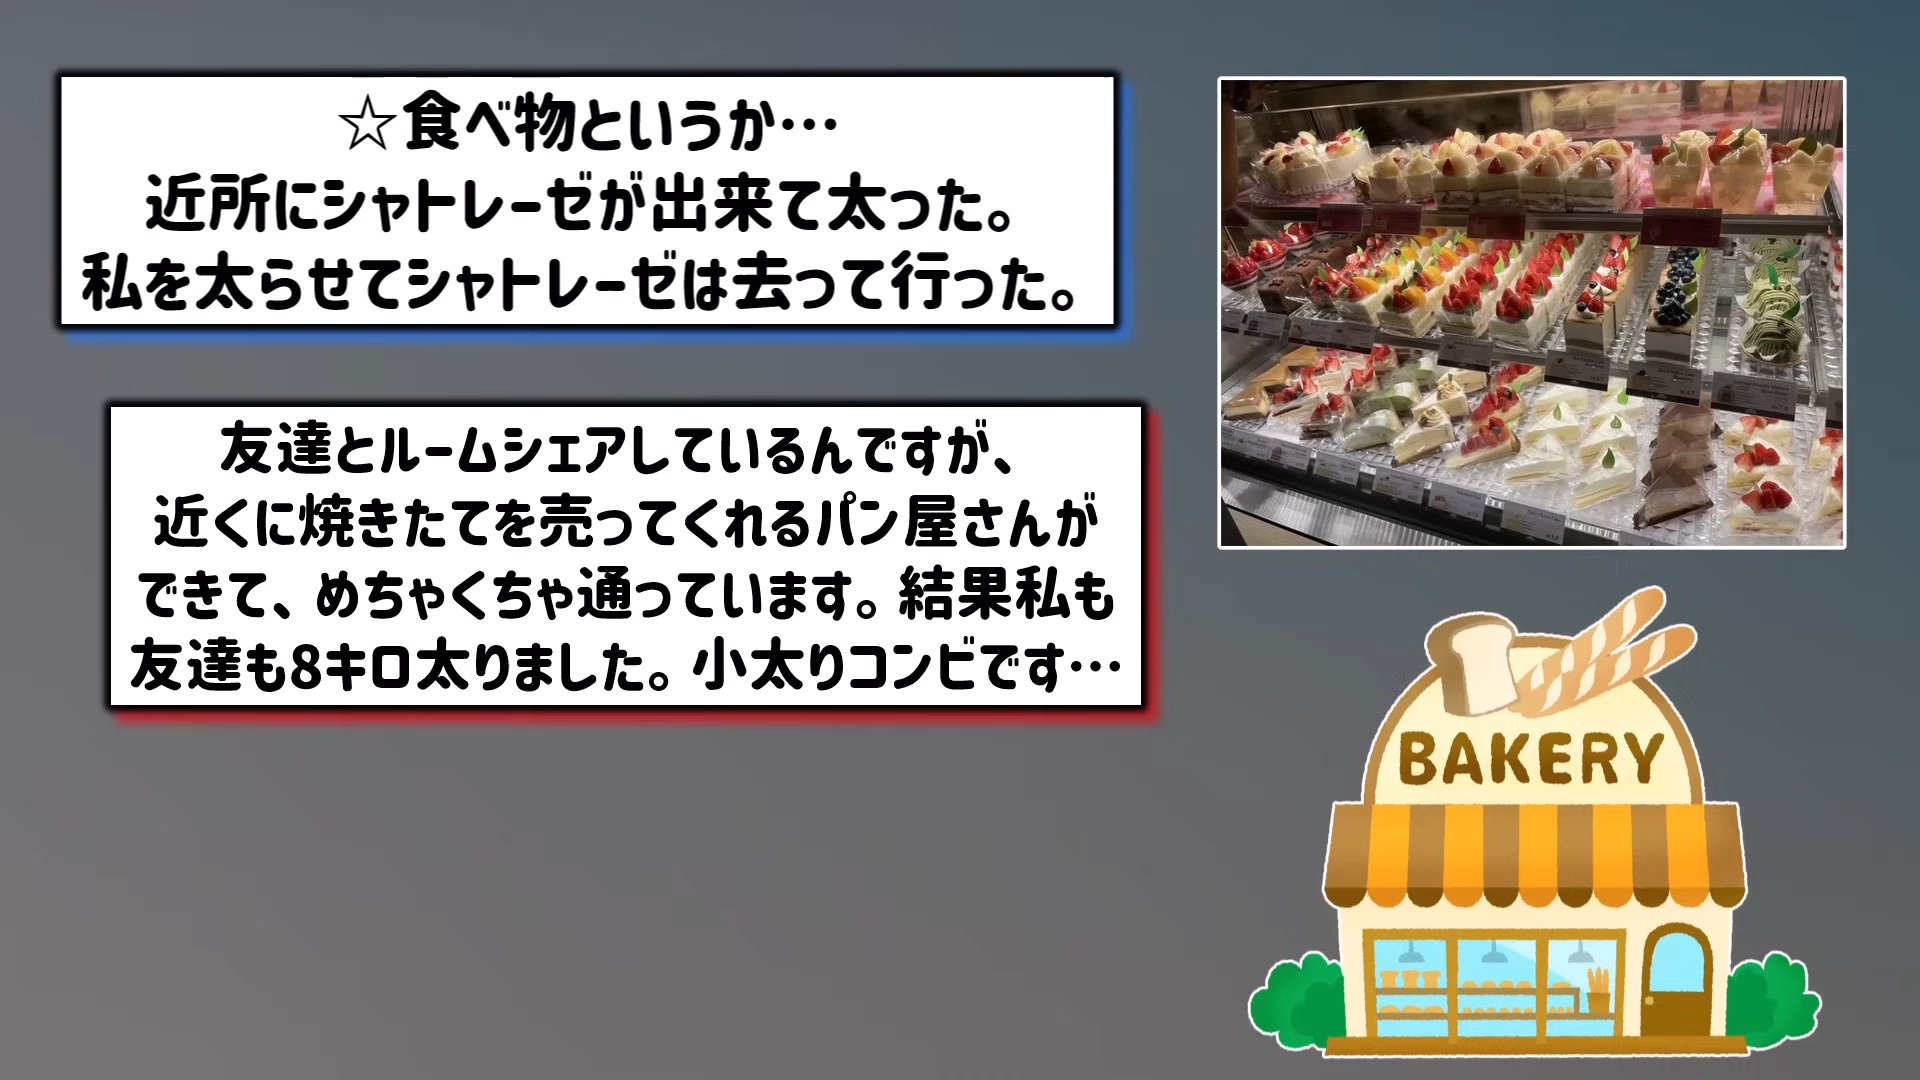 ☆食べ物というか…
近所にシャトレーゼが出来て太った。
私を太らせてシャトレーゼは去って行った。
友達とルームシェアしているんですが、
近くに焼きたてを売ってくれるパン屋さんが
できて、めちゃくちゃ通っています。結果私も
友達も8キロ太りました。小太りコンビです…
BAKERY